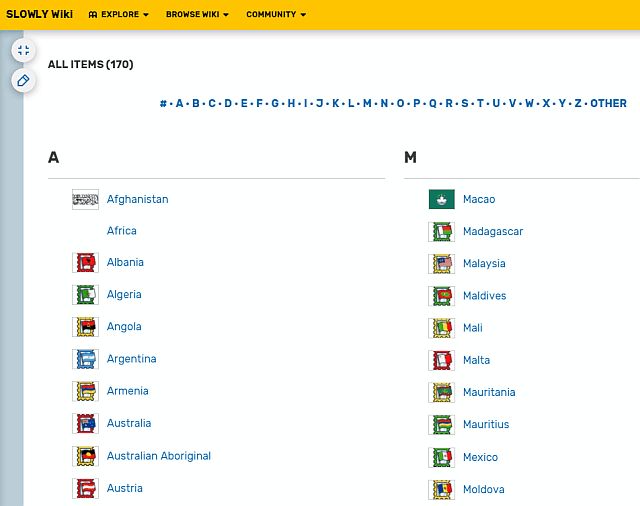 SLOWLY Wiki
EXPLORE
BROWSE WIKI
COMMUNITY
ALL ITEMS (170)
# · A · B · C · D · E · F · G · H · I · J · K · L · M · N · O · P · Q · R · S · T · U · V · W · X · Y · Z · OTHER
A
Afghanistan
Africa
Albania
Algeria
Angola
Argentina
Armenia
Australia
Australian Aboriginal
Austria
M
Macao
Madagascar
Malaysia
Maldives
Mali
Malta
Mauritania
Mauritius
Mexico
Moldova